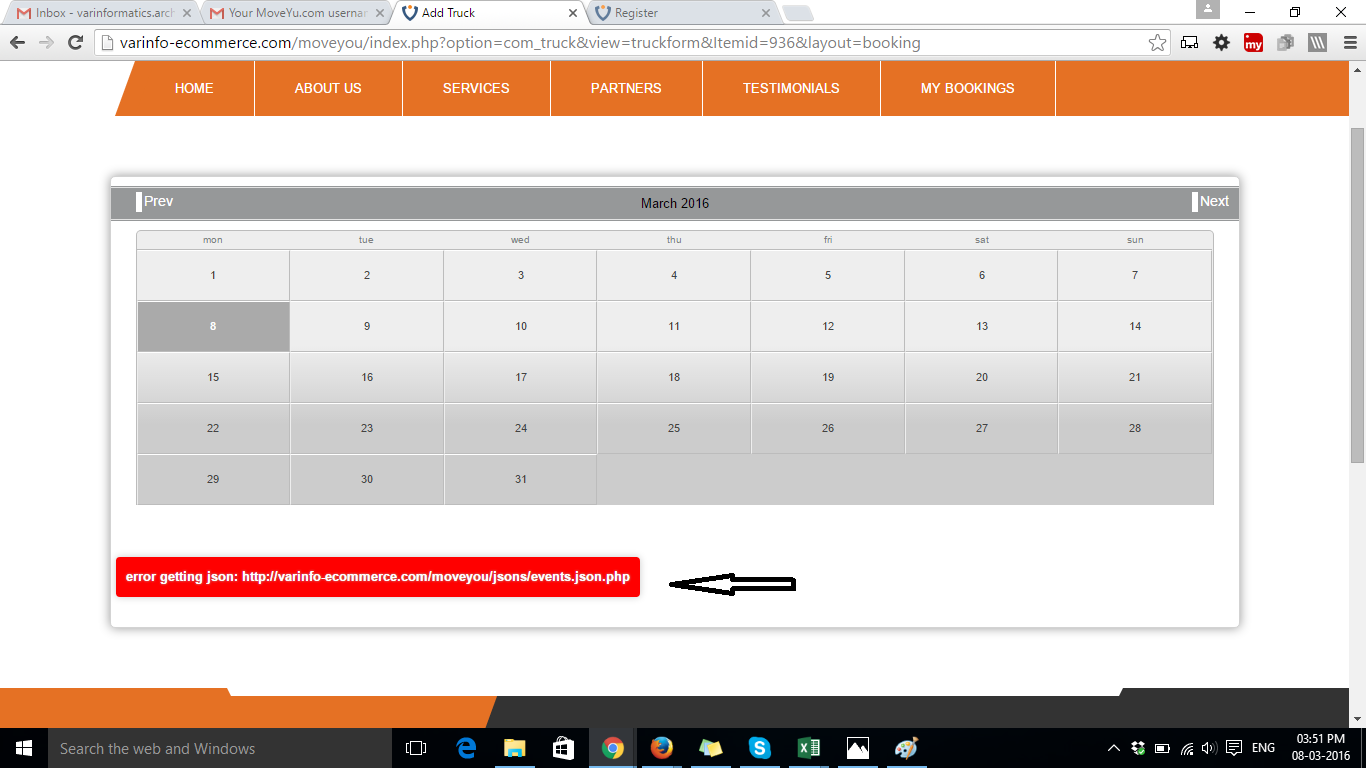 Inbox - varinformatics.arch
Your MoveYu.com usernar
Add Truck
Register
varinfo-ecommerce.com/moveyou/index.php?option=com_truck&view=truckform&Itemid=936&layout=booking
my
HOME ABOUT US SERVICES PARTNERS TESTIMONIALS MY BOOKINGS
Prev March 2016 Next
mon tue wed thu fri sat sun
1 2 3 4 5 6 7
8 9 10 11 12 13 14
15 16 17 18 19 20 21
22 23 24 25 26 27 28
29 30 31
error getting json: http://varinfo-ecommerce.com/moveyou/jsons/events.json.php
Search the web and Windows
ENG
03:51 PM
08-03-2016